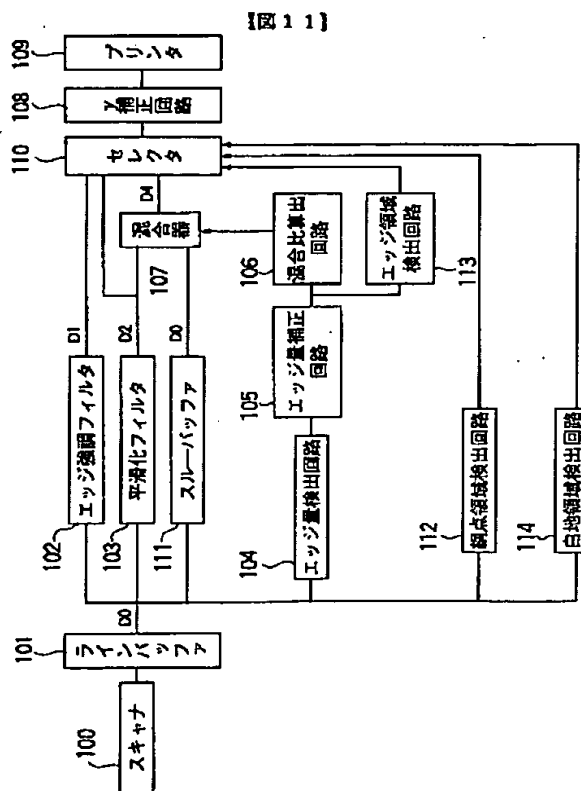 【図11】
100
スキャナ
101
ラインバッファ
D0
102
エッジ強調フィルタ
D1
103
平滑化フィルタ
D2
111
スルーバッファ
D0
107
混合器
D4
104
エッジ量検出回路
105
エッジ量補正
回路
106
混合比算出
回路
エッジ領域
検出回路
113
112
網点領域検出回路
114
白地領域検出回路
110
セレクタ
108
γ補正回路
109
プリンタ